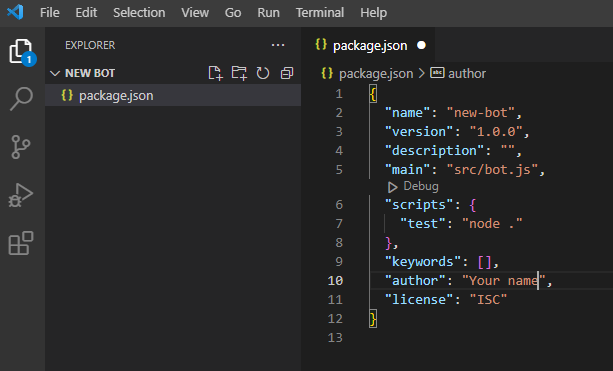 File Edit Selection View Go Run Terminal Help
EXPLORER
NEW BOT
{} package.json
1
{} package.json
{} package.json > abc author
1 {
2 "name": "new-bot",
3 "version": "1.0.0",
4 "description": "",
5 "main": "src/bot.js",
Debug
6 "scripts": {
7 "test": "node ."
8 },
9 "keywords": [],
10 "author": "Your name",
11 "license": "ISC"
12 }
13